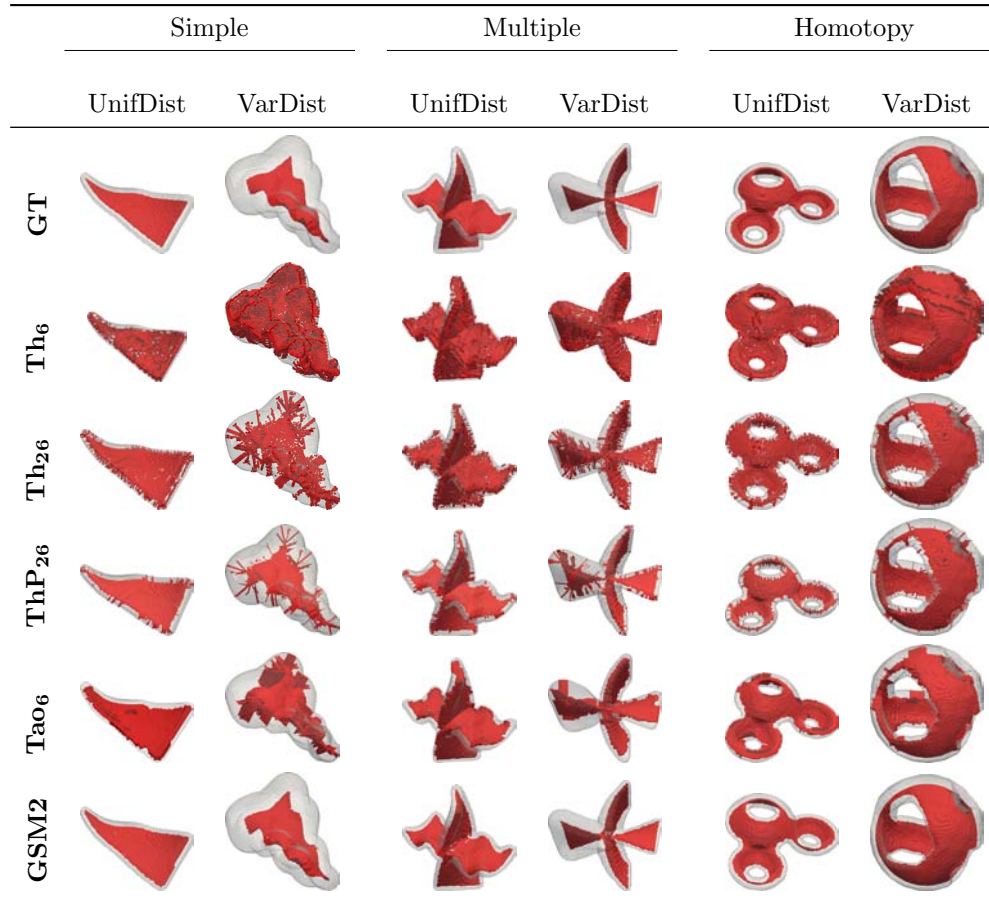 Simple Multiple Homotopy
UnifDist VarDist UnifDist VarDist UnifDist VarDist
GT
Th6
Th26
ThP26
Tao6
GSM2